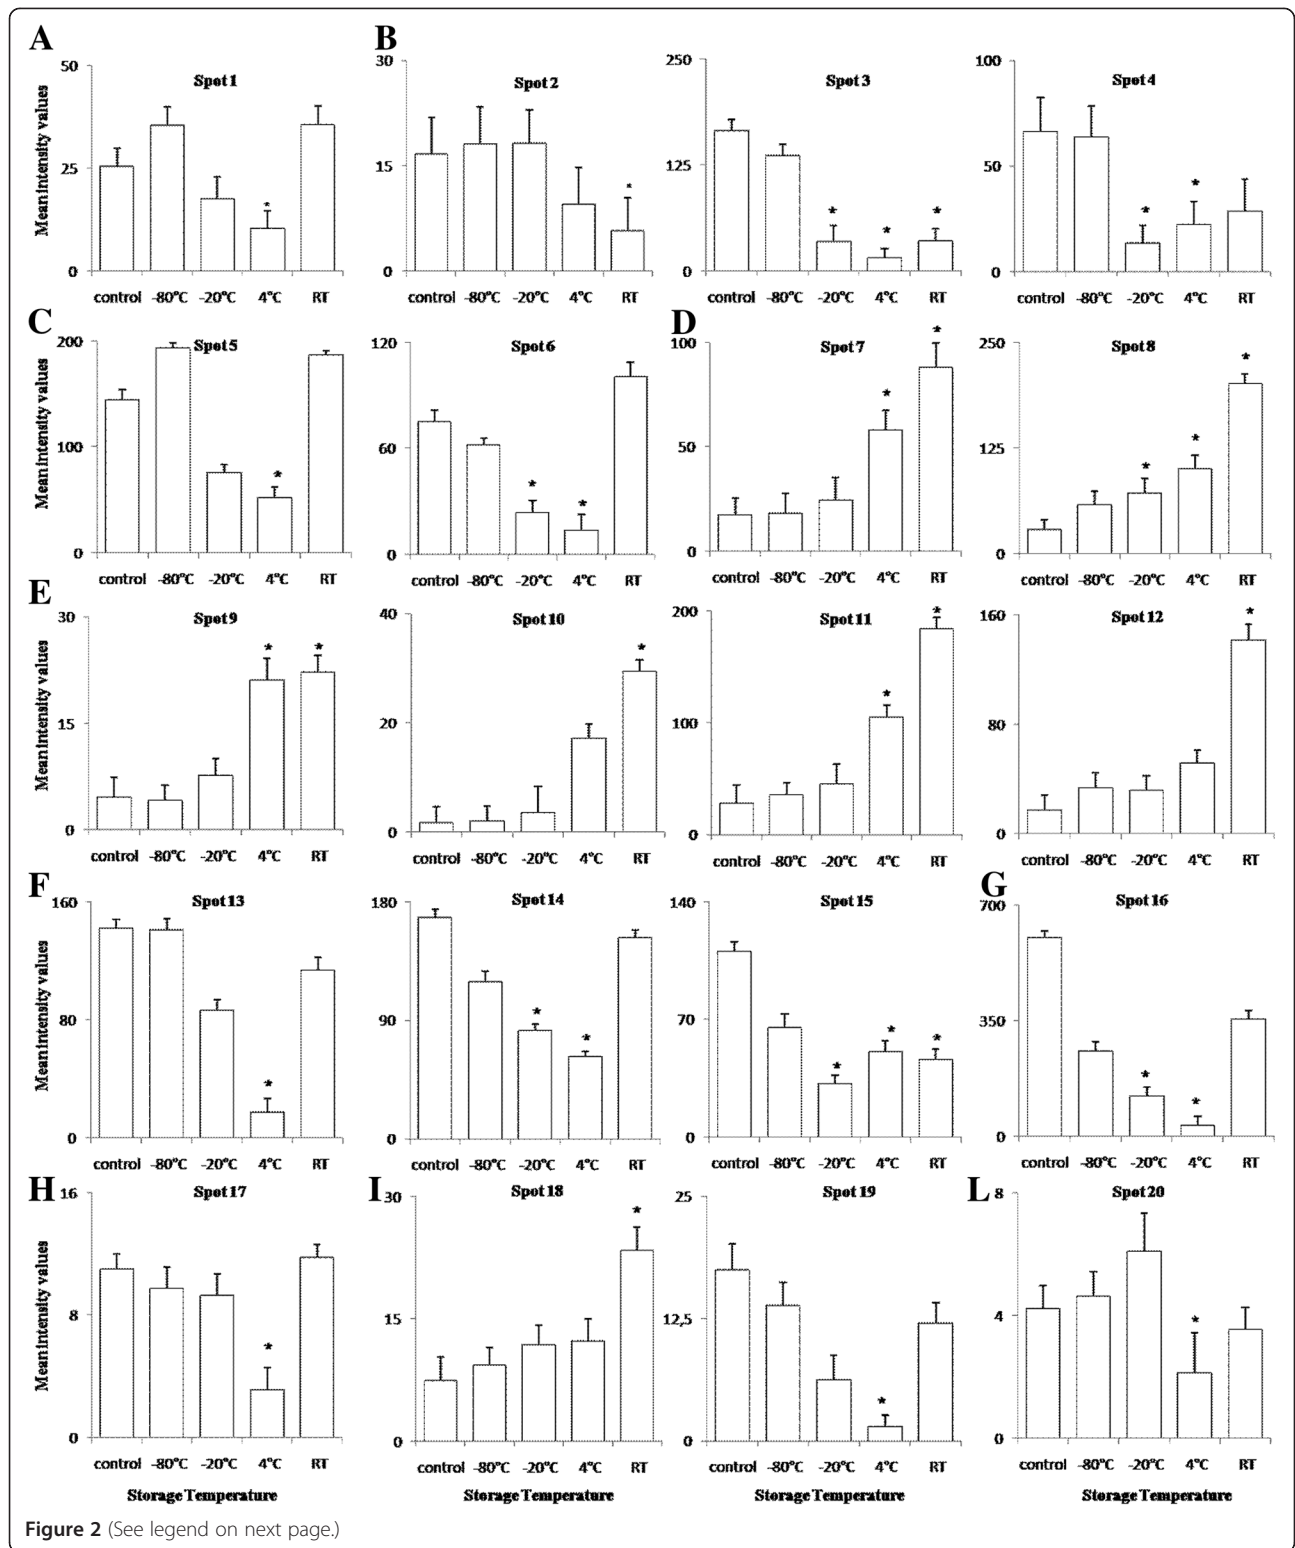 A B
Spot 1 Spot 2 Spot 3 Spot 4
Mean intensity values
50 25 0
30 15 0
250 125 0
100 50 0
* * * * * * *
control -80°C -20°C 4°C RT control -80°C -20°C 4°C RT control -80°C -20°C 4°C RT control -80°C -20°C 4°C RT
C D
Spot 5 Spot 6 Spot 7 Spot 8
Mean intensity values
200 100 0
120 60 0
100 50 0
250 125 0
* * * * * * * *
control -80°C -20°C 4°C RT control -80°C -20°C 4°C RT control -80°C -20°C 4°C RT control -80°C -20°C 4°C RT
E
Spot 9 Spot 10 Spot 11 Spot 12
Mean intensity values
30 15 0
40 20 0
200 100 0
160 80 0
* * * * * *
control -80°C -20°C 4°C RT control -80°C -20°C 4°C RT control -80°C -20°C 4°C RT control -80°C -20°C 4°C RT
F G
Spot 13 Spot 14 Spot 15 Spot 16
Mean intensity values
160 80 0
180 90 0
140 70 0
700 350 0
* * * * * * * *
control -80°C -20°C 4°C RT control -80°C -20°C 4°C RT control -80°C -20°C 4°C RT control -80°C -20°C 4°C RT
H I L
Spot 17 Spot 18 Spot 19 Spot 20
Mean intensity values
16 8 0
30 15 0
25 12,5 0
8 4 0
* * * *
control -80°C -20°C 4°C RT control -80°C -20°C 4°C RT control -80°C -20°C 4°C RT control -80°C -20°C 4°C RT
Storage Temperature Storage Temperature Storage Temperature Storage Temperature
Figure 2 (See legend on next page.)